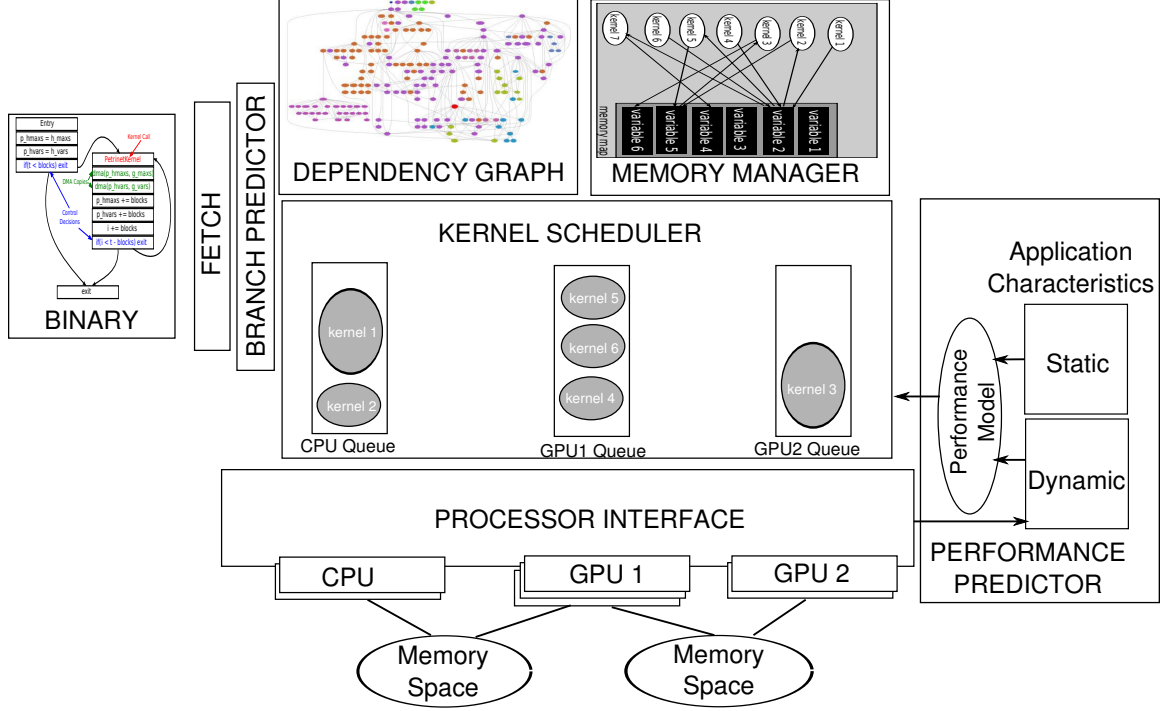 Entry
p_hmaxs = h_maxs
p_hvars = h_vars
if(t < blocks) exit
Kernel Call
PetrinetKernel
dma(p_hmaxs, g_maxs)
dma(p_hvars, g_vars)
DMA Copies
p_hmaxs += blocks
p_hvars += blocks
i += blocks
if(i < t - blocks) exit
Control
Decisions
exit
BINARY
FETCH
BRANCH PREDICTOR
DEPENDENCY GRAPH
kernel 7
kernel 6
kernel 5
kernel 4
kernel 3
kernel 2
kernel 1
memory map
variable 6
variable 5
variable 4
variable 3
variable 2
variable 1
MEMORY MANAGER
KERNEL SCHEDULER
kernel 1
kernel 2
CPU Queue
kernel 5
kernel 6
kernel 4
GPU1 Queue
kernel 3
GPU2 Queue
Application
Characteristics
Static
Performance
Model
Dynamic
PERFORMANCE
PREDICTOR
PROCESSOR INTERFACE
CPU
GPU 1
GPU 2
Memory
Space
Memory
Space